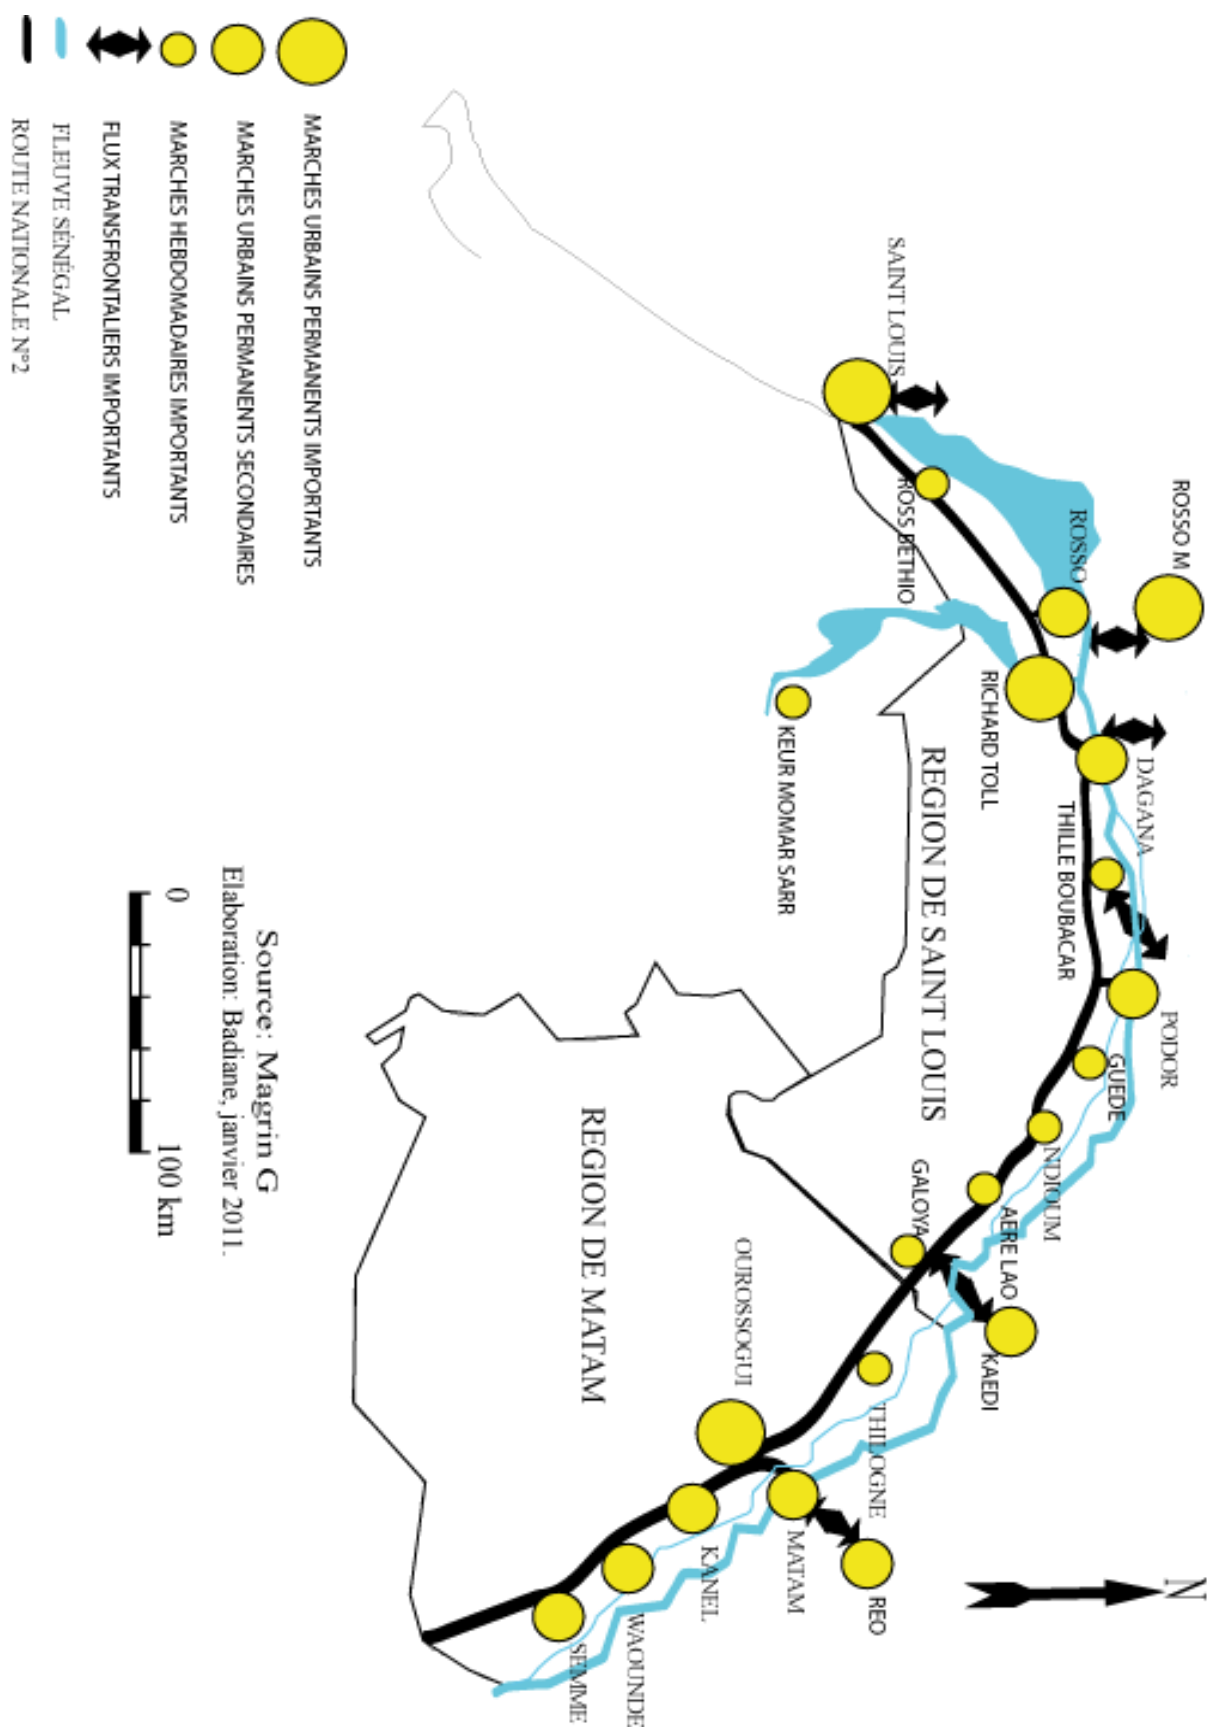 ROSSO M
N
PODOR
DAGANA
GUEDE
ROSSO
THILLE BOUBACAR
NDIOUM
AERE LAO
RICHARD TOLL
KAEDI
REGION DE SAINT LOUIS
GALOYA
ROSS BETHIO
SAINT LOUIS
REO
THILOGNE
MATAM
KEUR MOMAR SARR
OUROSSOGUI
KANEL
WAOUNDE
REGION DE MATAM
SEMME
MARCHES URBAINS PERMANENTS IMPORTANTS
MARCHES URBAINS PERMANENTS SECONDAIRES
MARCHES HEBDOMADAIRES IMPORTANTS
FLUX TRANSFRONTALIERS IMPORTANTS
FLEUVE SÉNÉGAL
ROUTE NATIONALE N°2
Source: Magrin G
Elaboration: Badiane, janvier 2011.
0 100 km